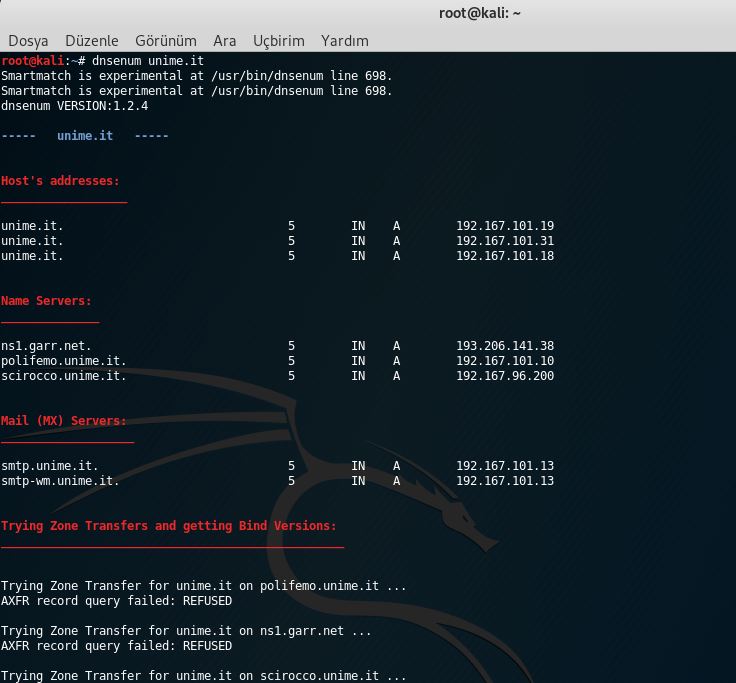 root@kali: ~
Dosya Düzenle Görünüm Ara Uçbirim Yardım
root@kali:~# dnsenum unime.it
Smartmatch is experimental at /usr/bin/dnsenum line 698.
Smartmatch is experimental at /usr/bin/dnsenum line 698.
dnsenum VERSION:1.2.4
----- unime.it -----
Host's addresses:
__________________
unime.it. 5 IN A 192.167.101.19
unime.it. 5 IN A 192.167.101.31
unime.it. 5 IN A 192.167.101.18
Name Servers:
______________
ns1.garr.net. 5 IN A 193.206.141.38
polifemo.unime.it. 5 IN A 192.167.101.10
scirocco.unime.it. 5 IN A 192.167.96.200
Mail (MX) Servers:
___________________
smtp.unime.it. 5 IN A 192.167.101.13
smtp-wm.unime.it. 5 IN A 192.167.101.13
Trying Zone Transfers and getting Bind Versions:
_________________________________________________
Trying Zone Transfer for unime.it on polifemo.unime.it ...
AXFR record query failed: REFUSED
Trying Zone Transfer for unime.it on ns1.garr.net ...
AXFR record query failed: REFUSED
Trying Zone Transfer for unime.it on scirocco.unime.it ...